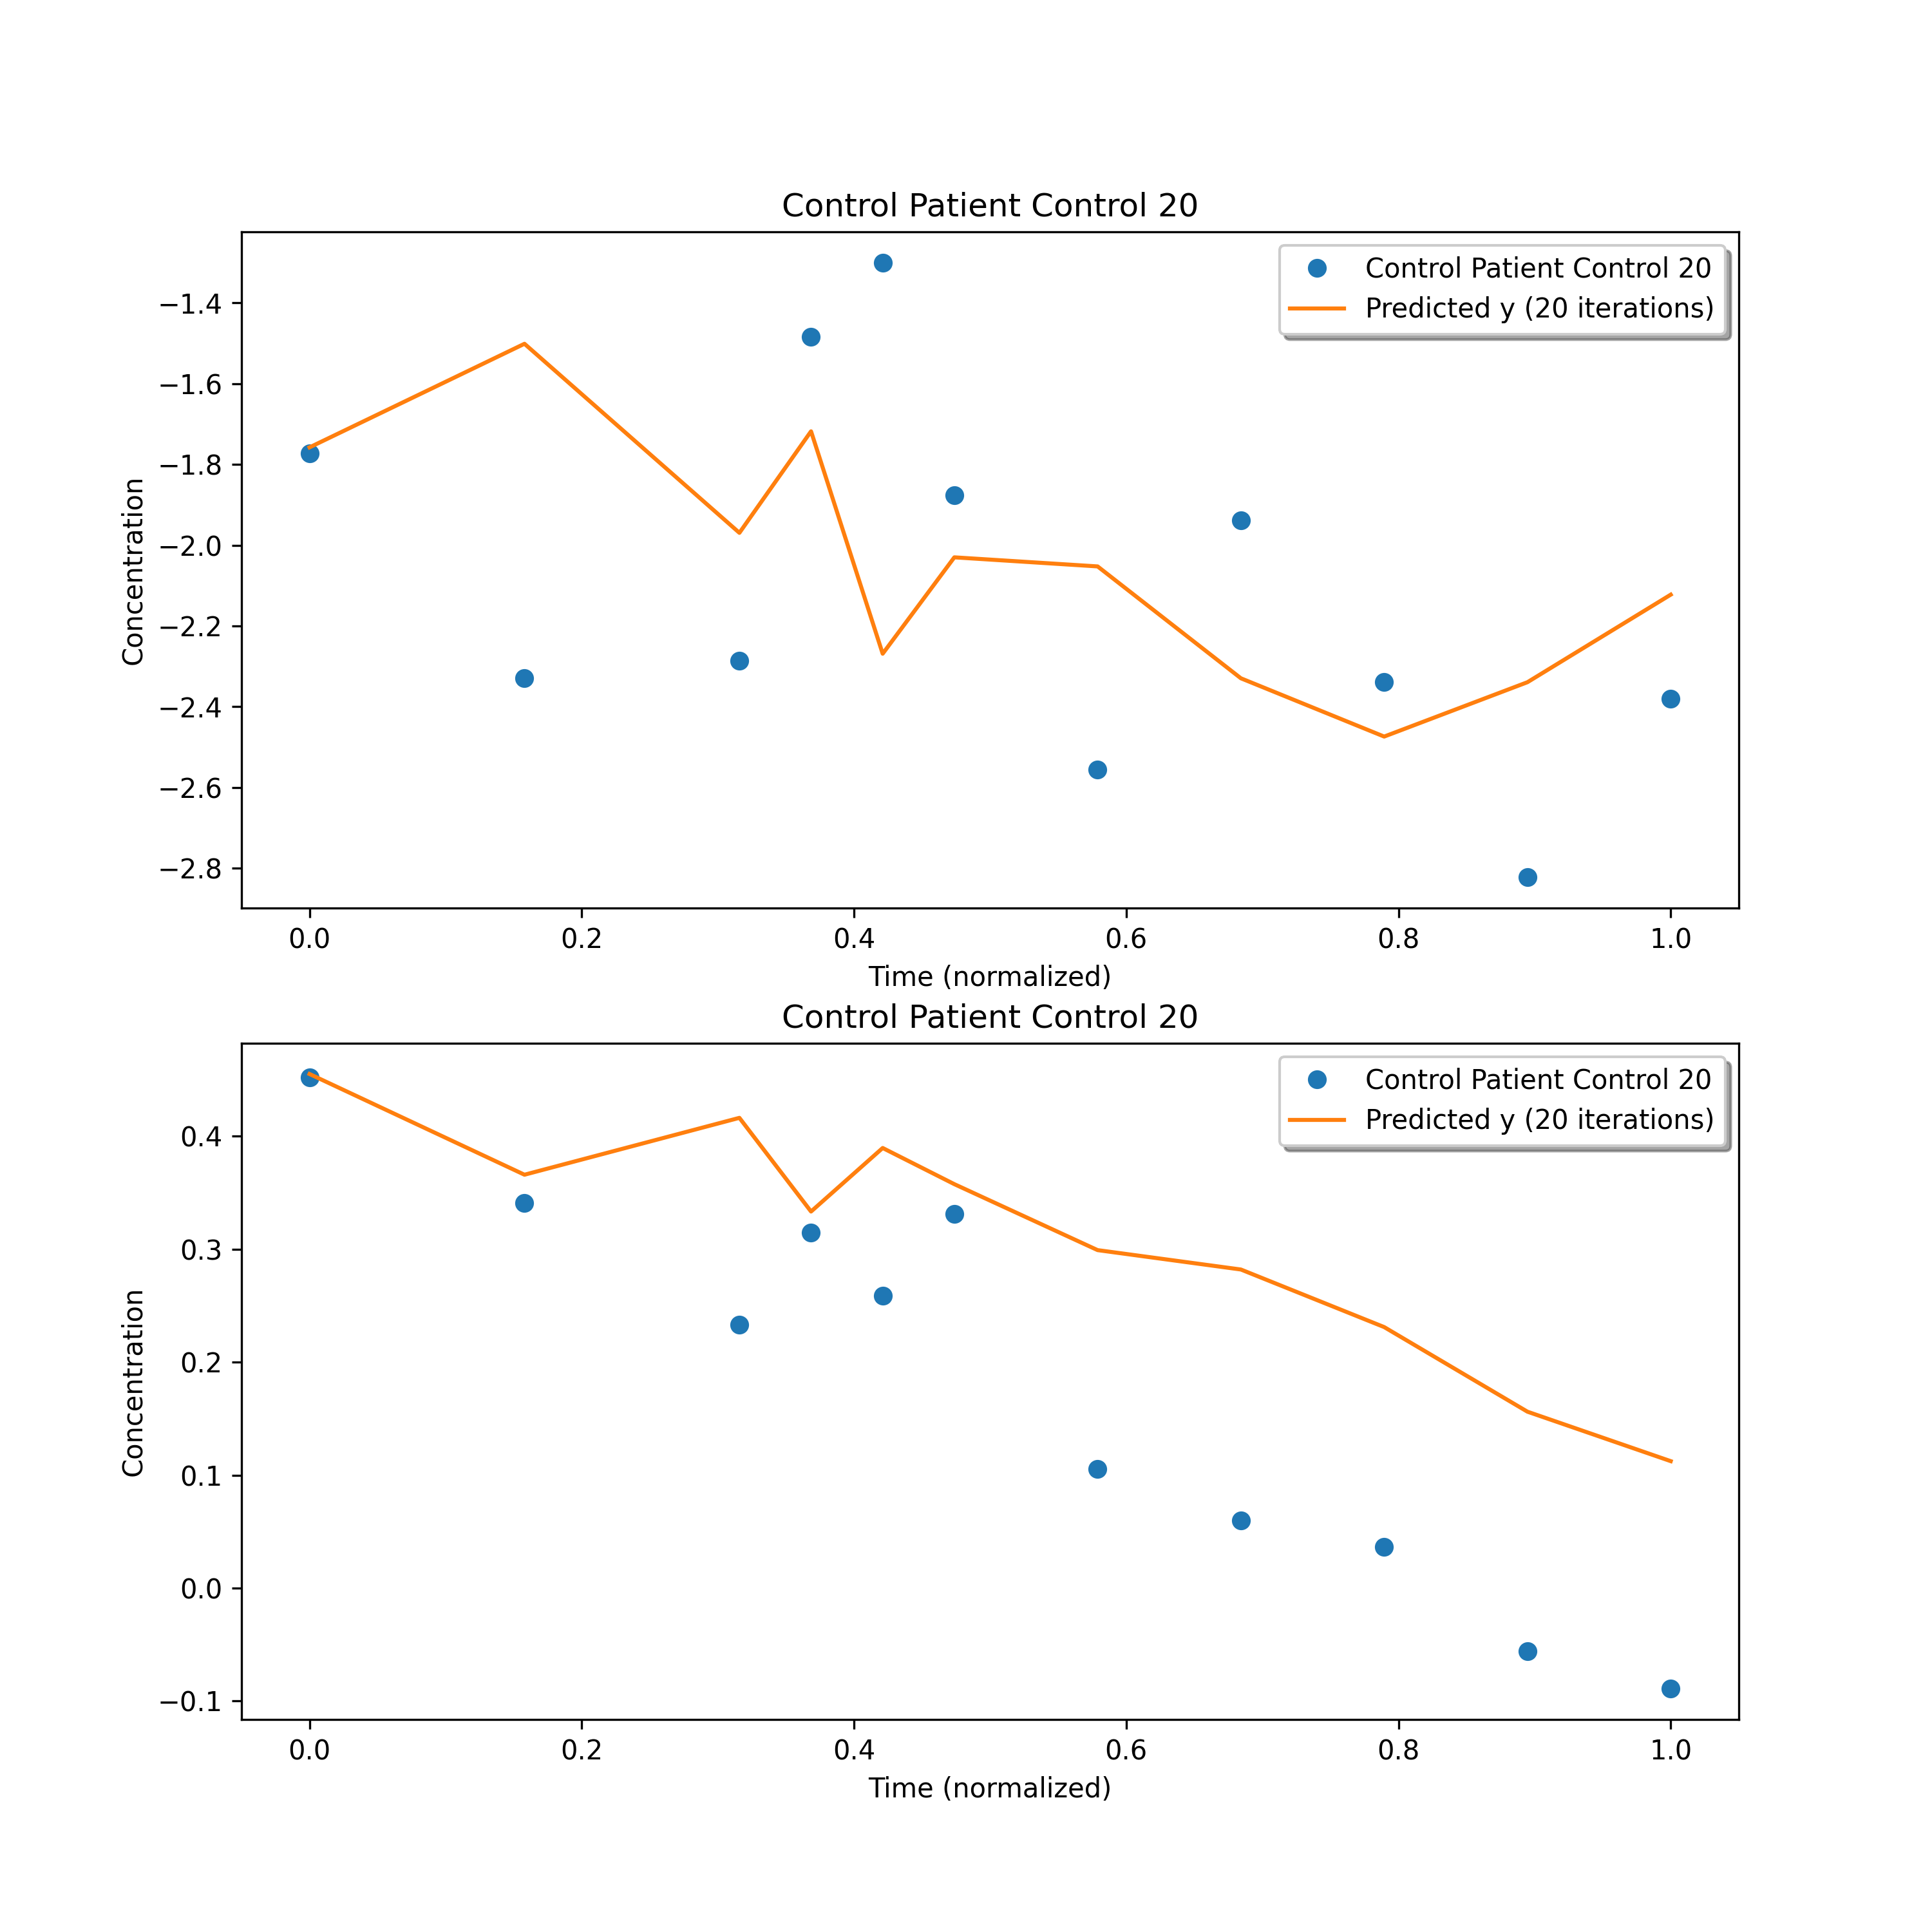 Control Patient Control 20
Control Patient Control 20
Predicted y (20 iterations)
−1.4
−1.6
−1.8
−2.0
−2.2
−2.4
−2.6
−2.8
Concentration
0.0 0.2 0.4 0.6 0.8 1.0
Time (normalized)
Control Patient Control 20
Control Patient Control 20
Predicted y (20 iterations)
0.4
0.3
0.2
0.1
0.0
−0.1
Concentration
0.0 0.2 0.4 0.6 0.8 1.0
Time (normalized)